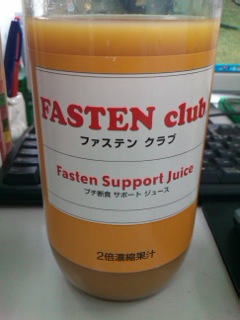 FASTEN club
ファステン クラブ
Fasten Support Juice
プチ断食 サポート ジュース
2倍濃縮果汁